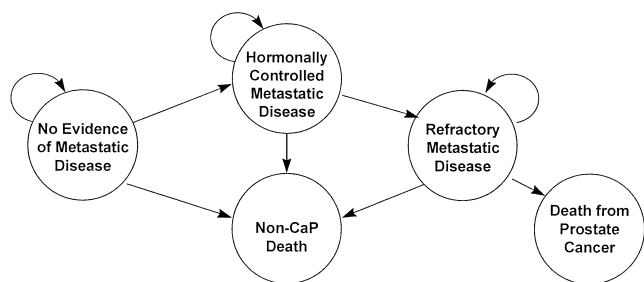 Hormonally
Controlled
Metastatic
Disease
No Evidence
of Metastatic
Disease
Refractory
Metastatic
Disease
Non-CaP
Death
Death from
Prostate
Cancer